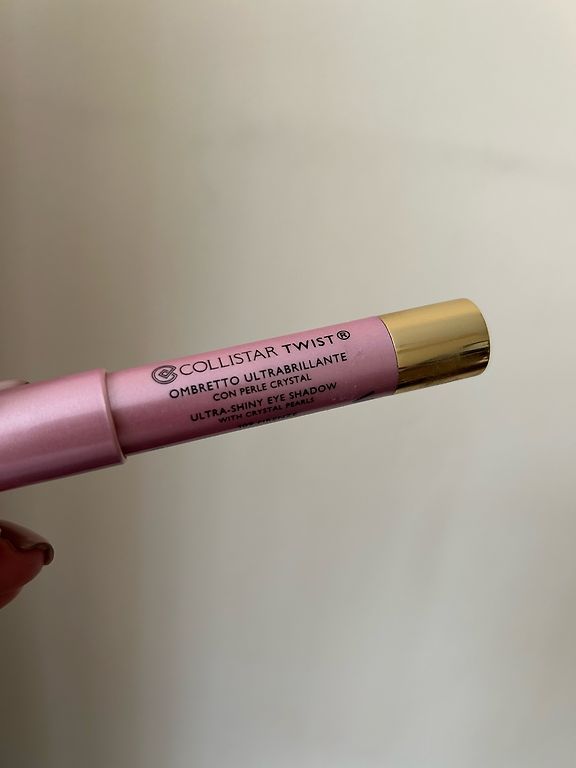 COLLISTAR TWIST®
OMBRETTO ULTRABRILLANTE
CON PERLE CRYSTAL
ULTRA-SHINY EYE SHADOW
WITH CRYSTAL PEARLS